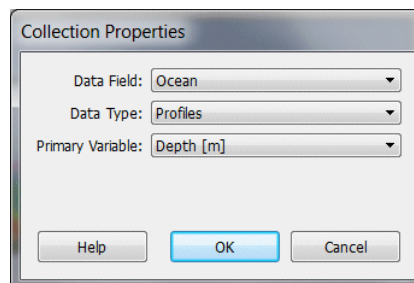 Collection Properties
Data Field: Ocean
Data Type: Profiles
Primary Variable: Depth [m]
Help OK Cancel